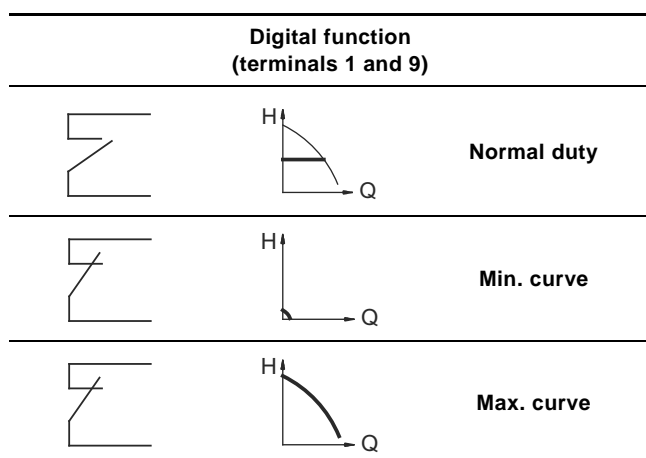 Digital function
(terminals 1 and 9)
H
Q
Normal duty
H
Q
Min. curve
H
Q
Max. curve